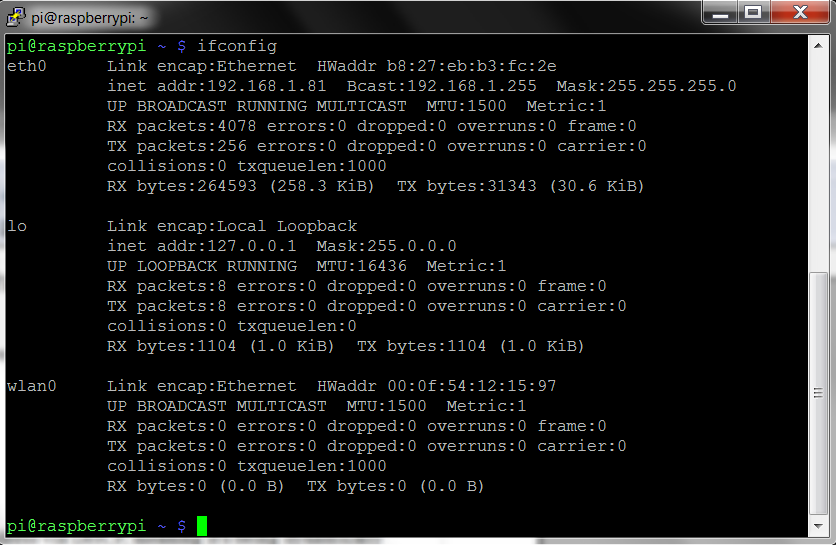 pi@raspberrypi: ~
pi@raspberrypi ~ $ ifconfig
eth0      Link encap:Ethernet  HWaddr b8:27:eb:b3:fc:2e
          inet addr:192.168.1.81  Bcast:192.168.1.255  Mask:255.255.255.0
          UP BROADCAST RUNNING MULTICAST  MTU:1500  Metric:1
          RX packets:4078 errors:0 dropped:0 overruns:0 frame:0
          TX packets:256 errors:0 dropped:0 overruns:0 carrier:0
          collisions:0 txqueuelen:1000
          RX bytes:264593 (258.3 KiB)  TX bytes:31343 (30.6 KiB)

lo        Link encap:Local Loopback
          inet addr:127.0.0.1  Mask:255.0.0.0
          UP LOOPBACK RUNNING  MTU:16436  Metric:1
          RX packets:8 errors:0 dropped:0 overruns:0 frame:0
          TX packets:8 errors:0 dropped:0 overruns:0 carrier:0
          collisions:0 txqueuelen:0
          RX bytes:1104 (1.0 KiB)  TX bytes:1104 (1.0 KiB)

wlan0     Link encap:Ethernet  HWaddr 00:0f:54:12:15:97
          UP BROADCAST MULTICAST  MTU:1500  Metric:1
          RX packets:0 errors:0 dropped:0 overruns:0 frame:0
          TX packets:0 errors:0 dropped:0 overruns:0 carrier:0
          collisions:0 txqueuelen:1000
          RX bytes:0 (0.0 B)  TX bytes:0 (0.0 B)

pi@raspberrypi ~ $